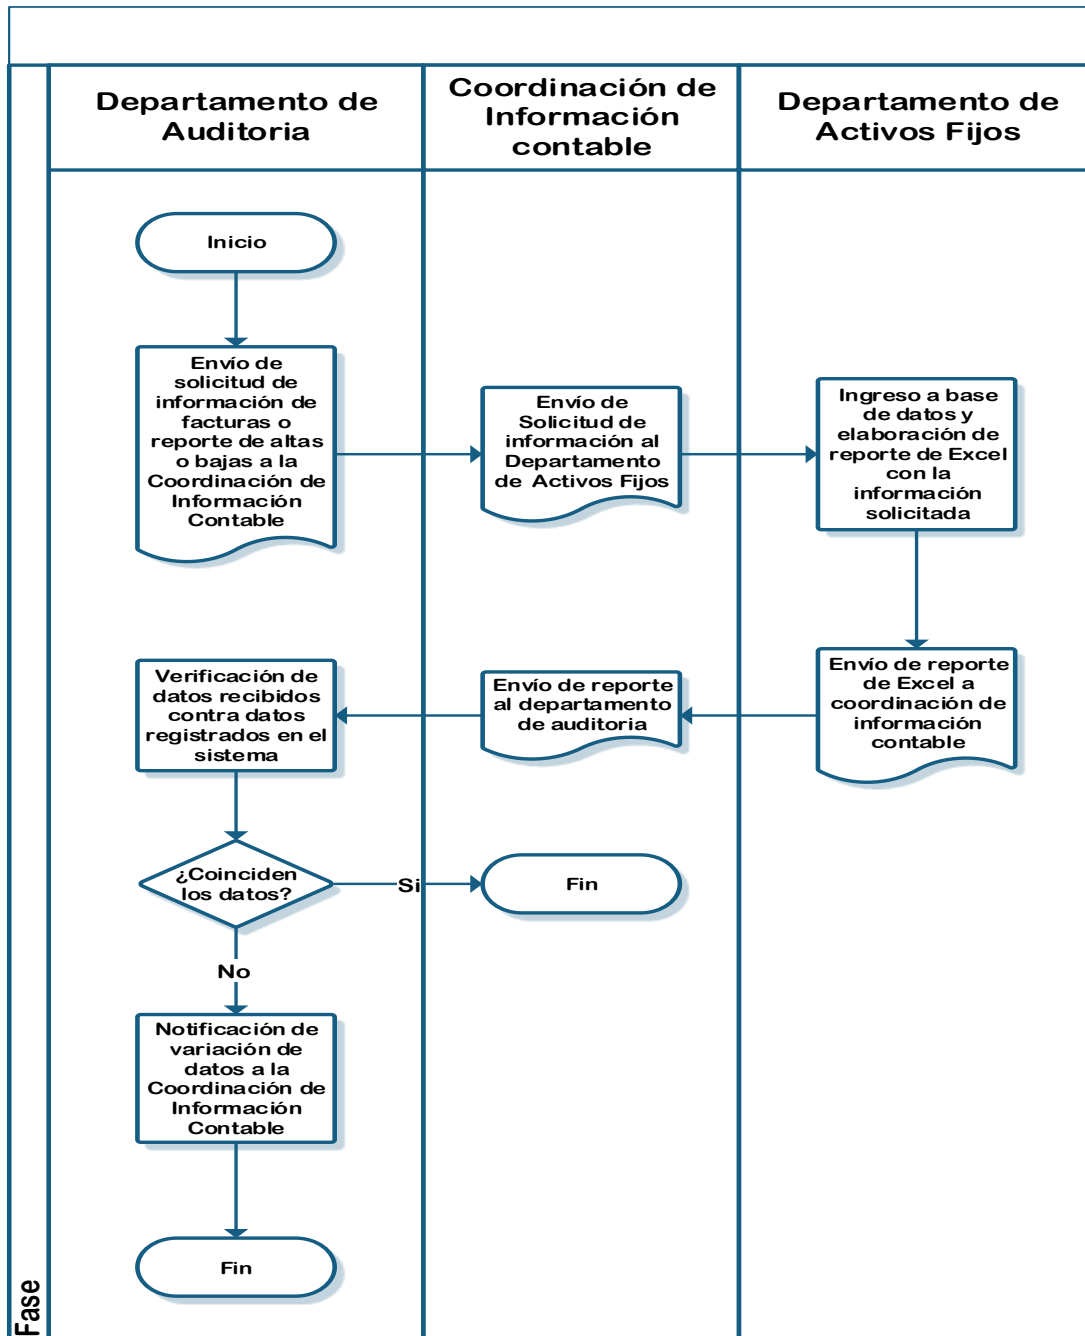 Departamento de
Auditoria
Coordinación de
Información
contable
Departamento de
Activos Fijos
Inicio
Envío de
solicitud de
información de
facturas o
reporte de altas
o bajas a la
Coordinación de
Información
Contable
Envío de
Solicitud de
información al
Departamento
de Activos Fijos
Ingreso a base
de datos y
elaboración de
reporte de Excel
con la
información
solicitada
Verificación de
datos recibidos
contra datos
registrados en el
sistema
Envío de reporte
al departamento
de auditoria
Envío de reporte
de Excel a
coordinación de
información
contable
¿Coinciden
los datos?
Si
Fin
No
Notificación de
variación de
datos a la
Coordinación de
Información
Contable
Fin
Fase